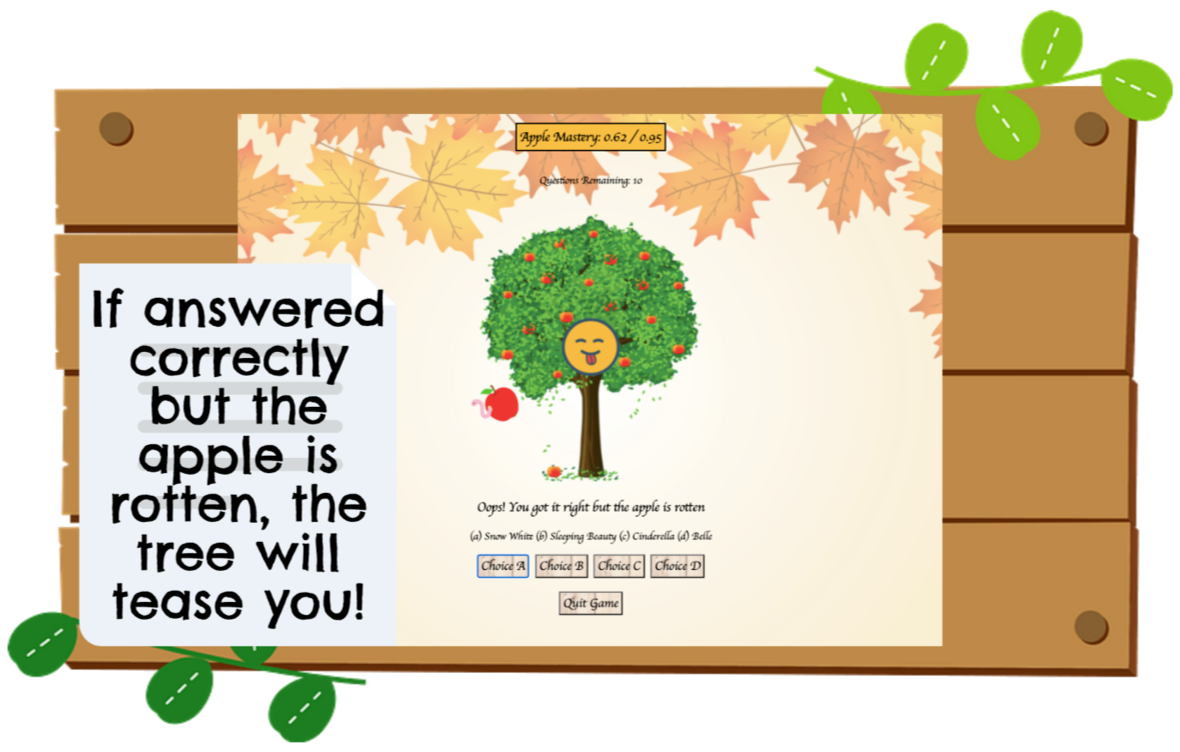 Apple Mastery: 0.62 / 0.95
Questions Remaining: 10
If answered
correctly
but the
apple is
rotten, the
tree will
tease you!
Oops! You got it right but the apple is rotten
(a) Snow White (b) Sleeping Beauty (c) Cinderella (d) Belle
Choice A Choice B Choice C Choice D
Quit Game